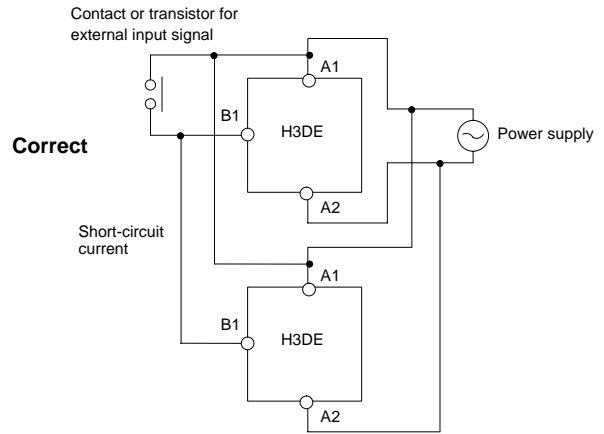 Contact or transistor for
external input signal
A1
B1
H3DE
Power supply
Correct
A2
Short-circuit
current
A1
B1
H3DE
A2